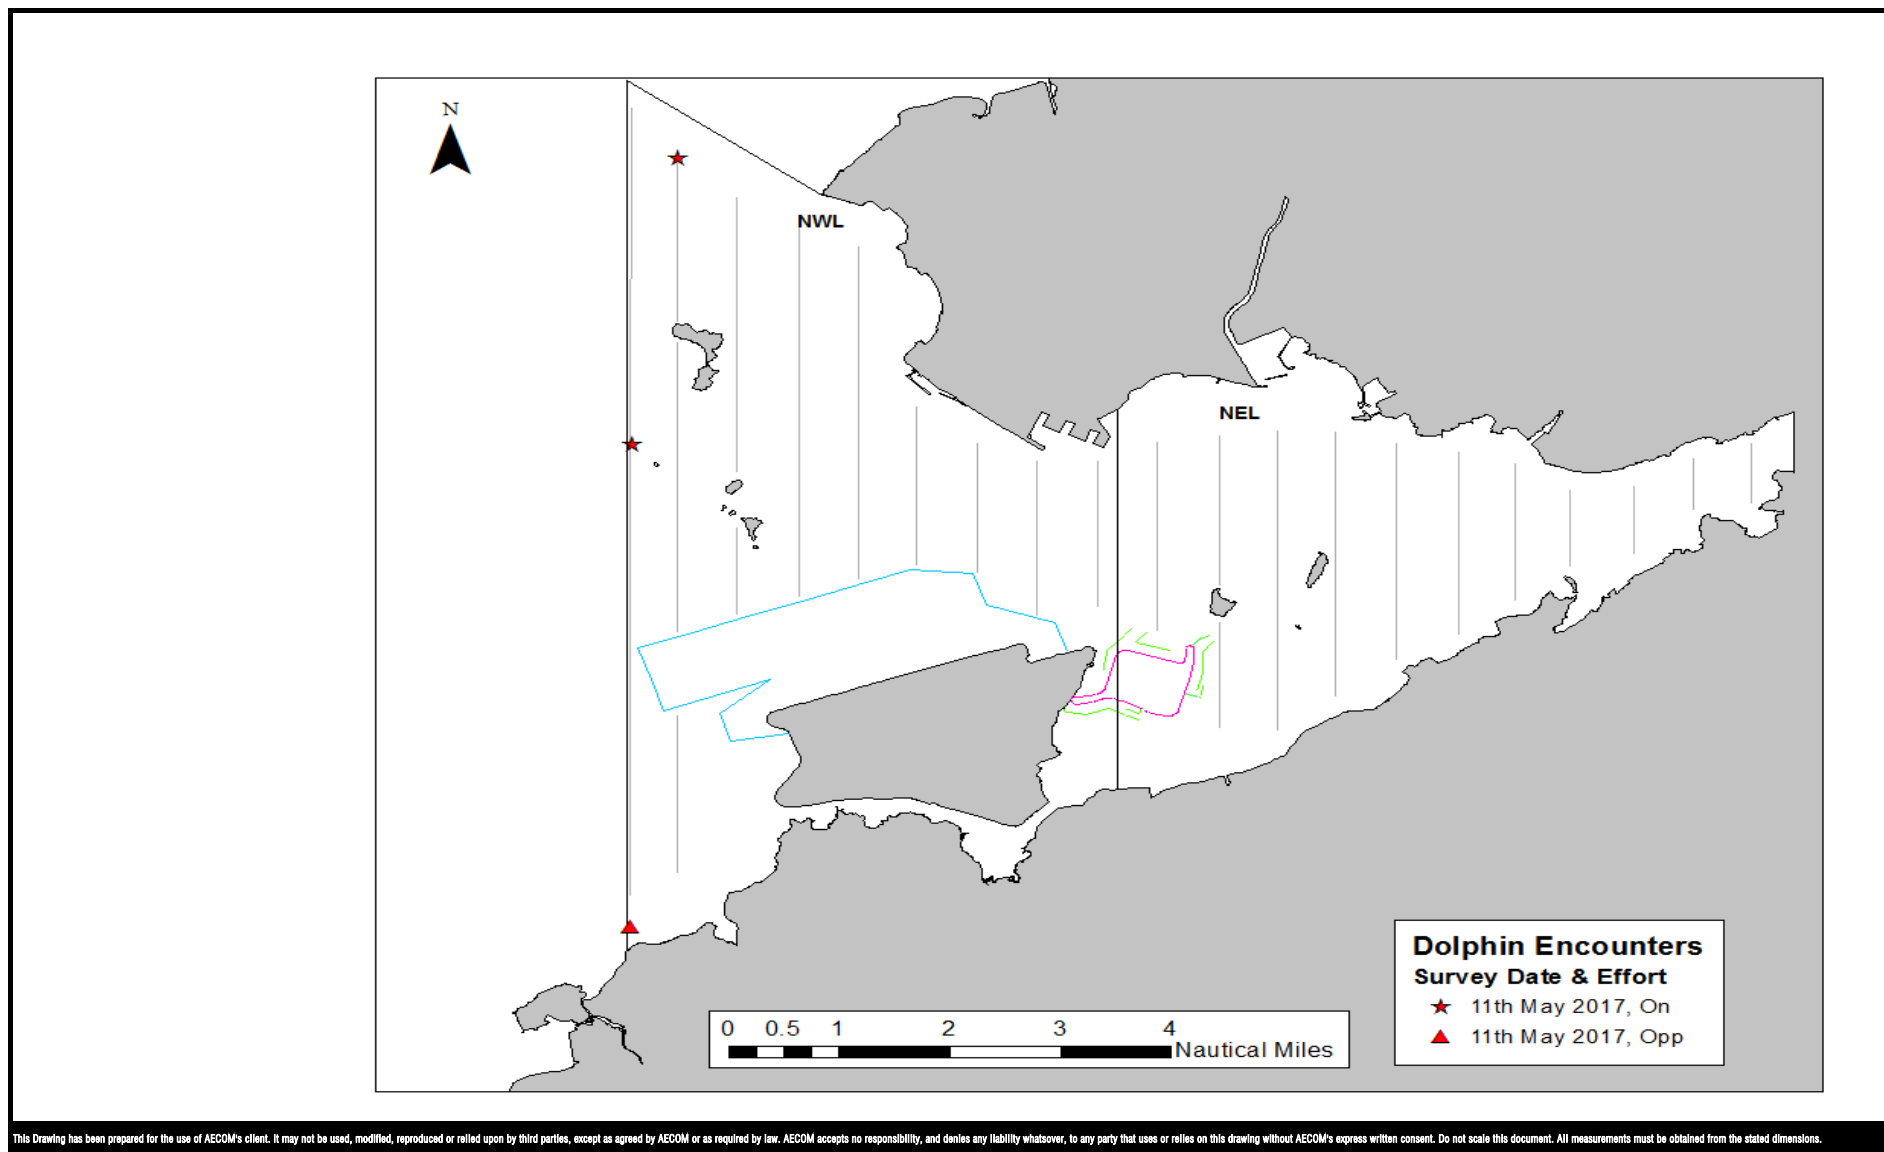 N
NWL
NEL
Dolphin Encounters
Survey Date & Effort
11th May 2017, On
11th May 2017, Opp
0 0.5 1 2 3 4
Nautical Miles
This Drawing has been prepared for the use of AECOM's client. It may not be used, modified, reproduced or relied upon by third parties, except as agreed by AECOM or as required by law. AECOM accepts no responsibility, and denies any liability whatsover, to any party that uses or relies on this drawing without AECOM's express written consent. Do not scale this document. All measurements must be obtained from the stated dimensions.